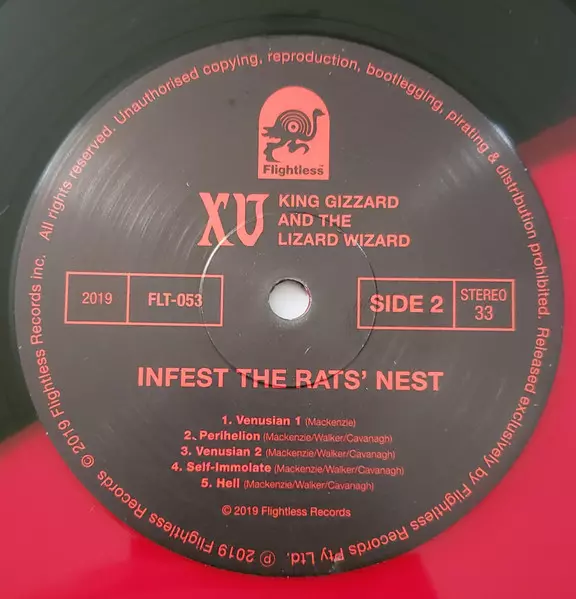 Flightless™
XV
KING GIZZARD
AND THE
LIZARD WIZARD
2019
FLT-053
SIDE 2
STEREO
33
INFEST THE RATS' NEST
1. Venusian 1 (Mackenzie)
2. Perihelion (Mackenzie/Walker/Cavanagh)
3. Venusian 2 (Mackenzie)
4. Self-Immolate (Mackenzie/Walker/Cavanagh)
5. Hell (Mackenzie/Walker/Cavanagh)
© 2019 Flightless Records
℗ 2019 Flightless Records Pty Ltd. © 2019 Flightless Records inc. All rights reserved. Unauthorised copying, reproduction, bootlegging, pirating & distribution prohibited. Released exclusively by Flightless Records